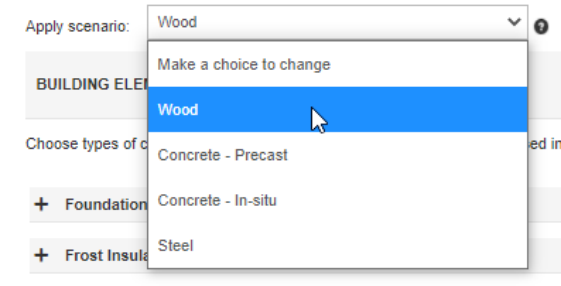 Apply scenario: Wood
Make a choice to change
BUILDING ELE
Wood
Choose types of c
ed in
Concrete - Precast
Concrete - In-situ
+ Foundation
Steel
+ Frost Insula